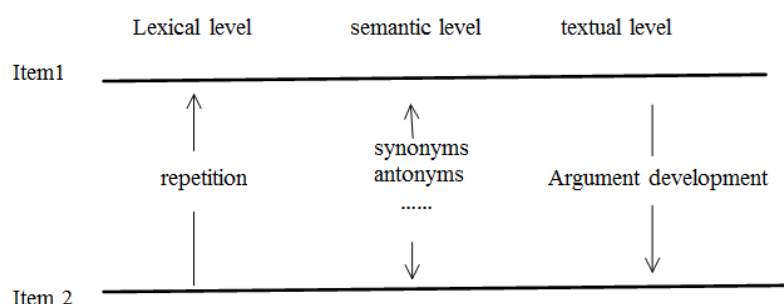 Lexical level semantic level textual level
Item1
synonyms
repetition antonyms Argument development
......
Item 2